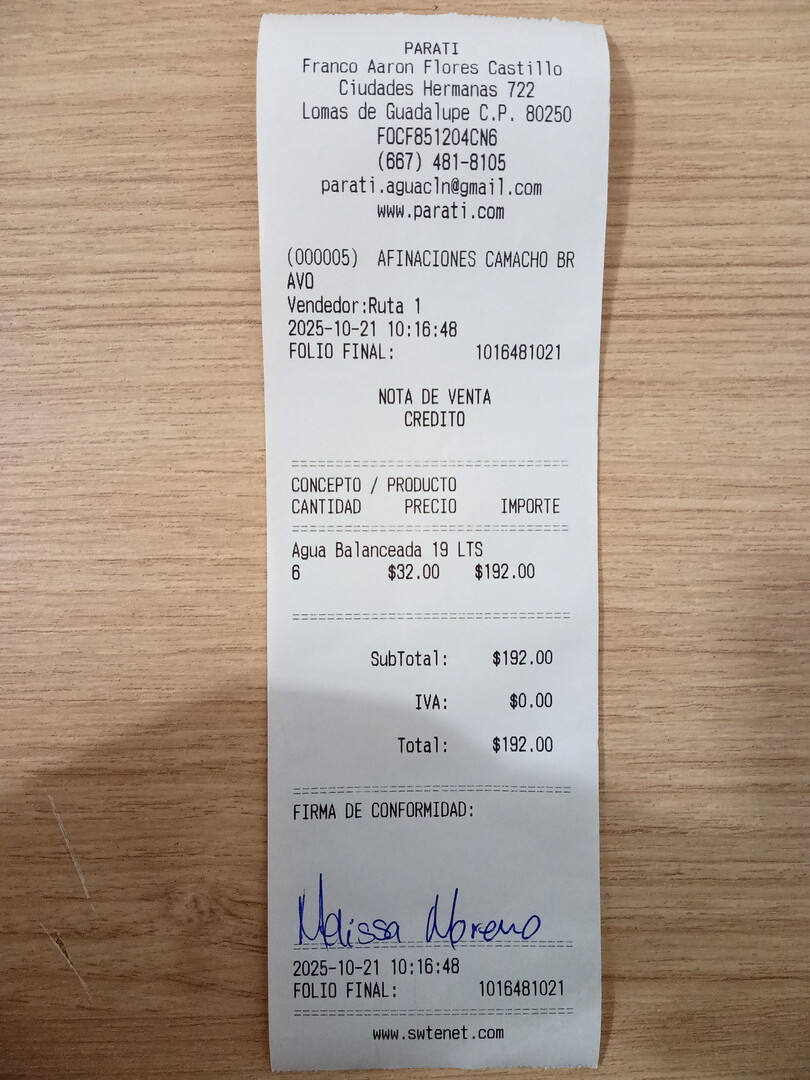 PARATI
Franco Aaron Flores Castillo
Ciudades Hermanas 722
Lomas de Guadalupe C.P. 80250
FOCF851204CN6
(667) 481-8105
parati.aguacln@gmail.com
www.parati.com
(000005)  AFINACIONES CAMACHO BR
AVO
Vendedor:Ruta 1
2025-10-21 10:16:48
FOLIO FINAL: 1016481021
NOTA DE VENTA
CREDITO
================================
CONCEPTO / PRODUCTO
CANTIDAD PRECIO IMPORTE
================================
Agua Balanceada 19 LTS
6 $32.00 $192.00
================================
SubTotal: $192.00
IVA: $0.00
Total: $192.00
================================
FIRMA DE CONFORMIDAD:
Melissa Moreno
================================
2025-10-21 10:16:48
FOLIO FINAL: 1016481021
================================
www.swtenet.com